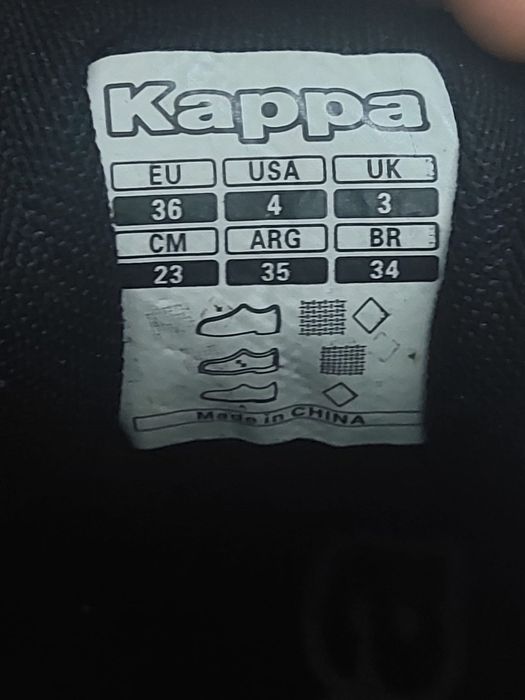 Kappa
EU USA UK
36 4 3
CM ARG BR
23 35 34
Made in CHINA